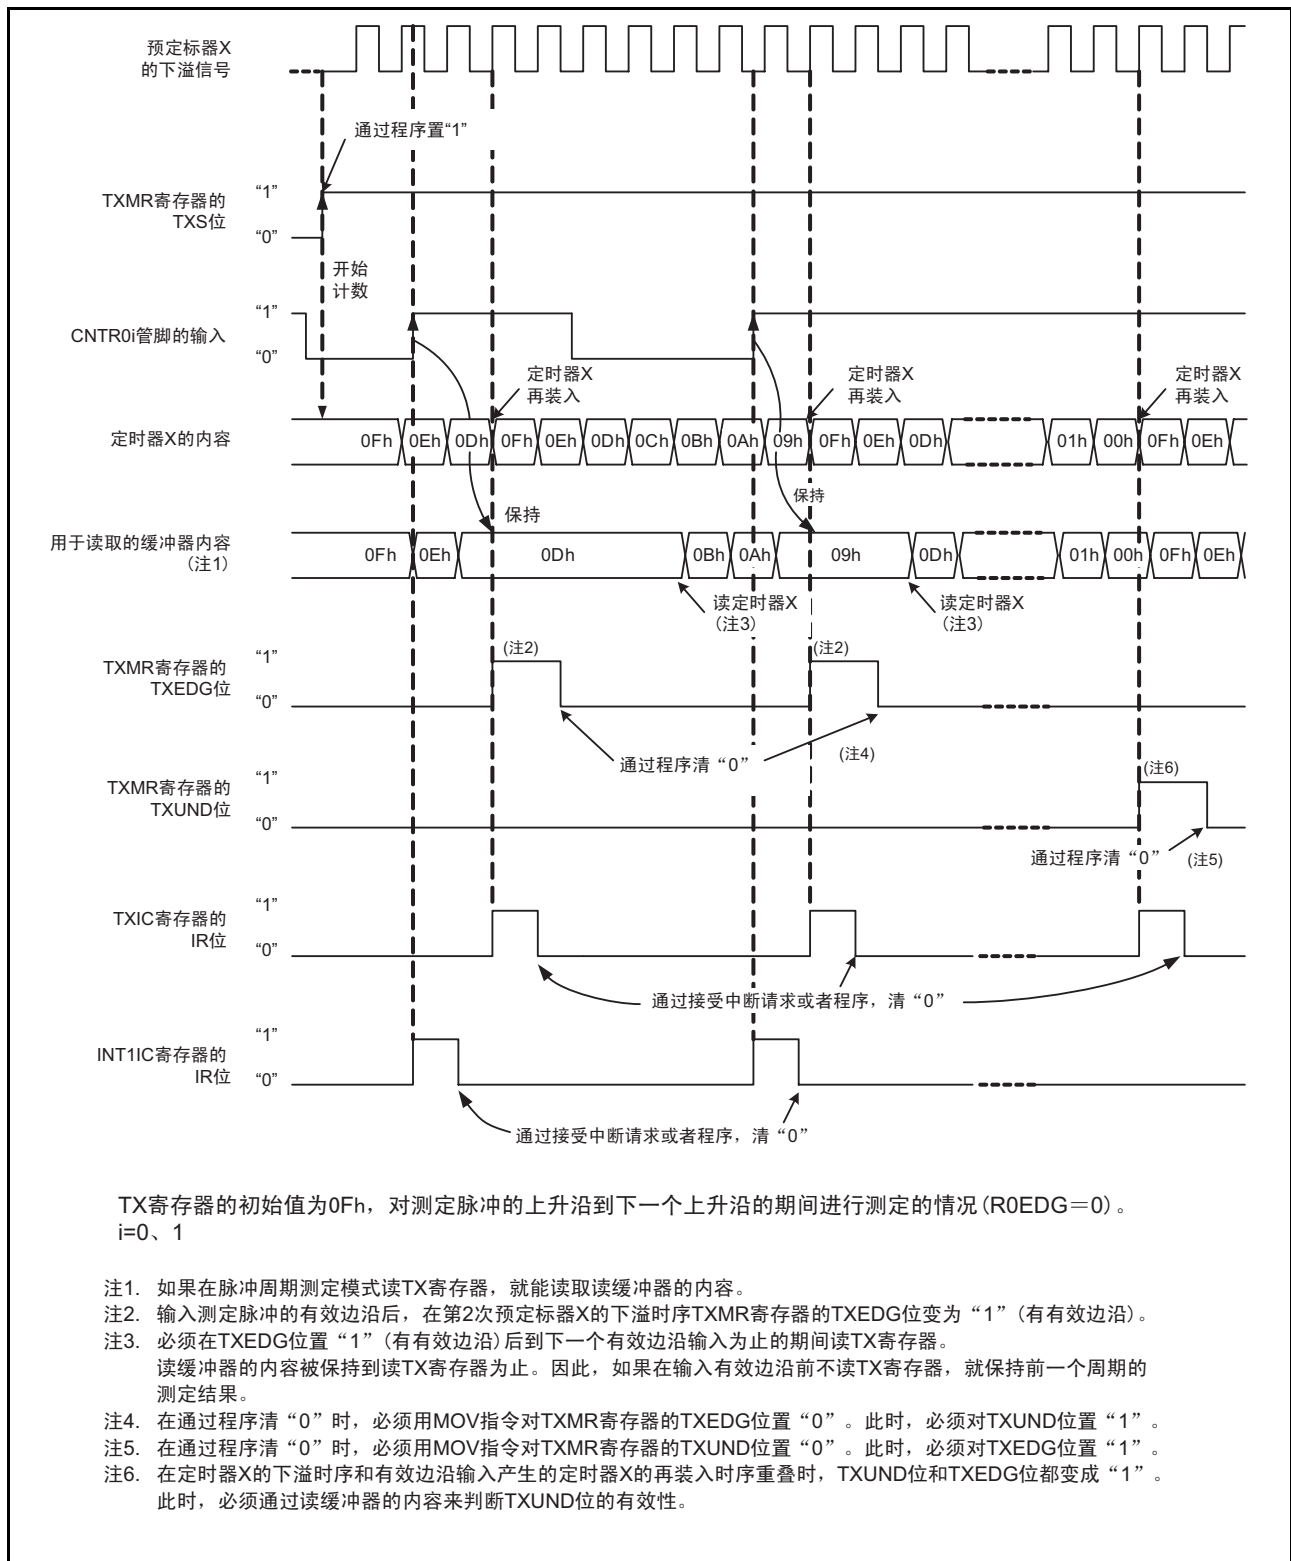 预定标器X
的下溢信号
通过程序置“1”
TXMR寄存器的
TXS位
“1”
“0”
开始
计数
CNTR0i管脚的输入
“1”
“0”
定时器X
再装入
定时器X
再装入
定时器X
再装入
定时器X的内容
0Fh 0Eh 0Dh 0Fh 0Eh 0Dh 0Ch 0Bh 0Ah 09h 0Fh 0Eh 0Dh 01h 00h 0Fh 0Eh
保持
保持
用于读取的缓冲器内容
(注1)
0Fh 0Eh 0Dh 0Bh 0Ah 09h 0Dh 01h 00h 0Fh 0Eh
读定时器X
(注3)
读定时器X
(注3)
TXMR寄存器的
TXEDG位
“1”
“0”
(注2)
(注2)
通过程序清“0”
(注4)
TXMR寄存器的
TXUND位
“1”
“0”
(注6)
通过程序清“0”
(注5)
TXIC寄存器的
IR位
“1”
“0”
通过接受中断请求或者程序，清“0”
INT1IC寄存器的
IR位
“1”
“0”
通过接受中断请求或者程序，清“0”
TX寄存器的初始值为0Fh，对测定脉冲的上升沿到下一个上升沿的期间进行测定的情况(R0EDG＝0)。
i=0、1
注1. 如果在脉冲周期测定模式读TX寄存器，就能读取读缓冲器的内容。
注2. 输入测定脉冲的有效边沿后，在第2次预定标器X的下溢时序TXMR寄存器的TXEDG位变为“1”(有有效边沿)。
注3. 必须在TXEDG位置“1”(有有效边沿)后到下一个有效边沿输入为止的期间读TX寄存器。
读缓冲器的内容被保持到读TX寄存器为止。因此，如果在输入有效边沿前不读TX寄存器，就保持前一个周期的
测定结果。
注4. 在通过程序清“0”时，必须用MOV指令对TXMR寄存器的TXEDG位置“0”。此时，必须对TXUND位置“1”。
注5. 在通过程序清“0”时，必须用MOV指令对TXMR寄存器的TXUND位置“0”。此时，必须对TXEDG位置“1”。
注6. 在定时器X的下溢时序和有效边沿输入产生的定时器X的再装入时序重叠时，TXUND位和TXEDG位都变成“1”。
此时，必须通过读缓冲器的内容来判断TXUND位的有效性。